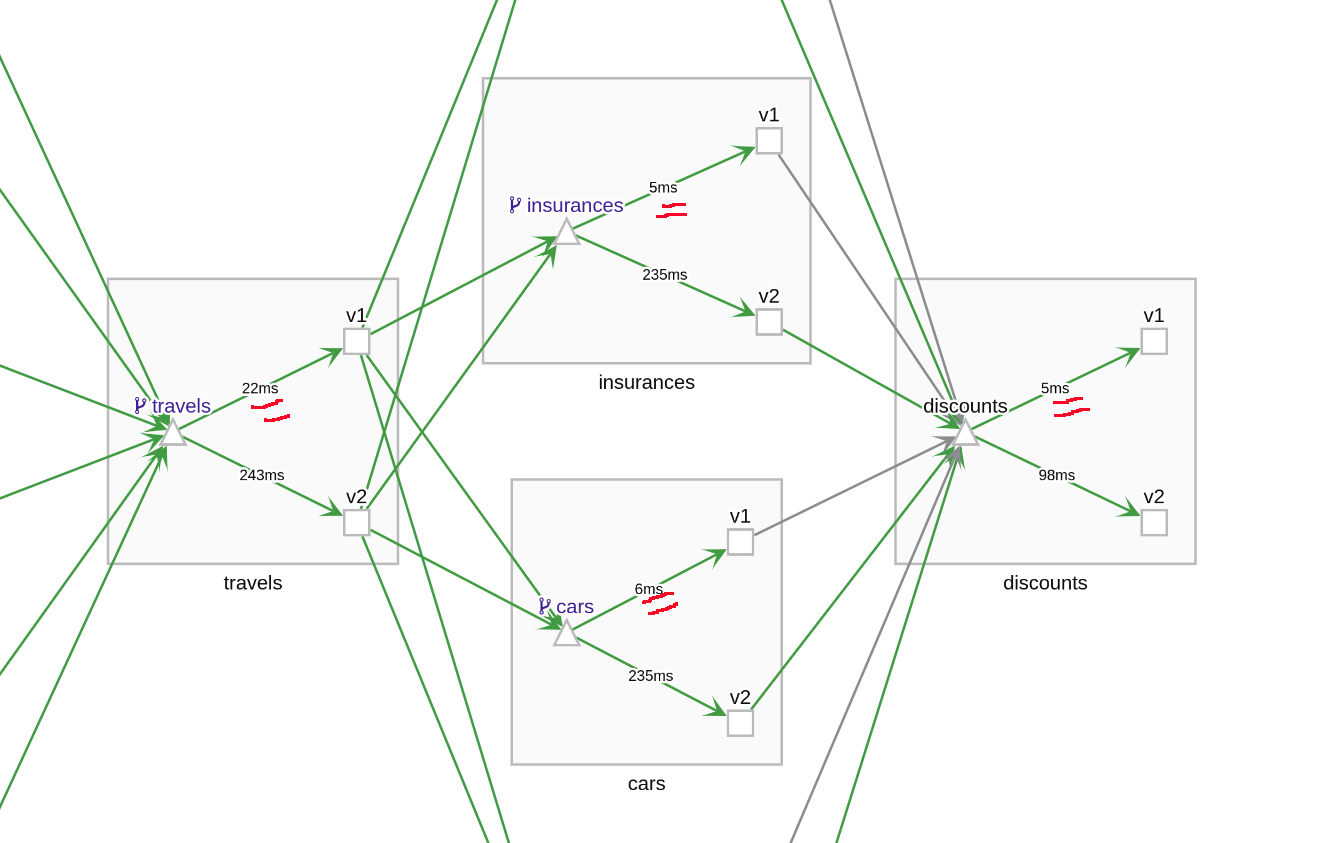 v1
5ms
insurances
235ms
v2
insurances
v1
22ms
travels
243ms
v2
travels
v1
6ms
cars
235ms
v2
cars
v1
5ms
discounts
98ms
v2
discounts